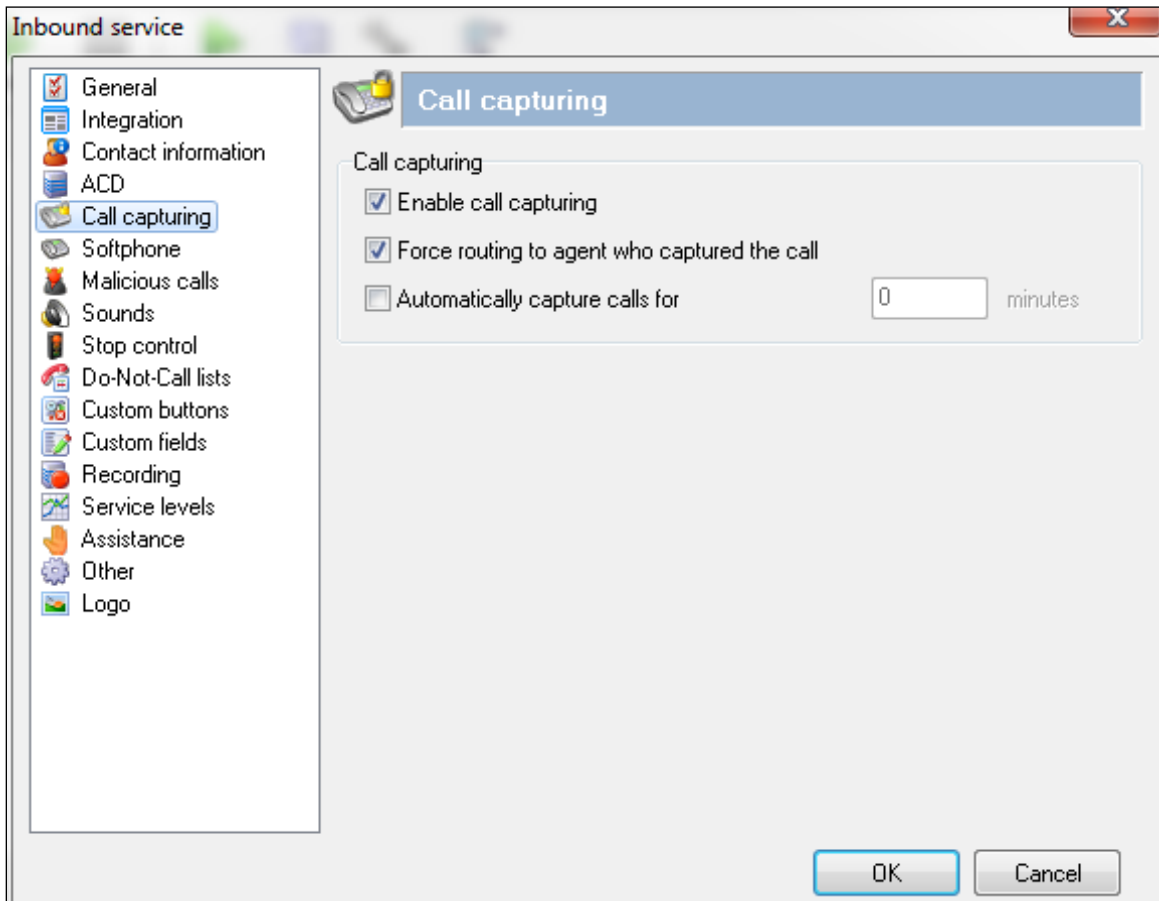 Inbound service
General
Integration
Contact information
ACD
Call capturing
Softphone
Malicious calls
Sounds
Stop control
Do-Not-Call lists
Custom buttons
Custom fields
Recording
Service levels
Assistance
Other
Logo
Call capturing
Call capturing
Enable call capturing
Force routing to agent who captured the call
Automatically capture calls for 0 minutes
OK Cancel